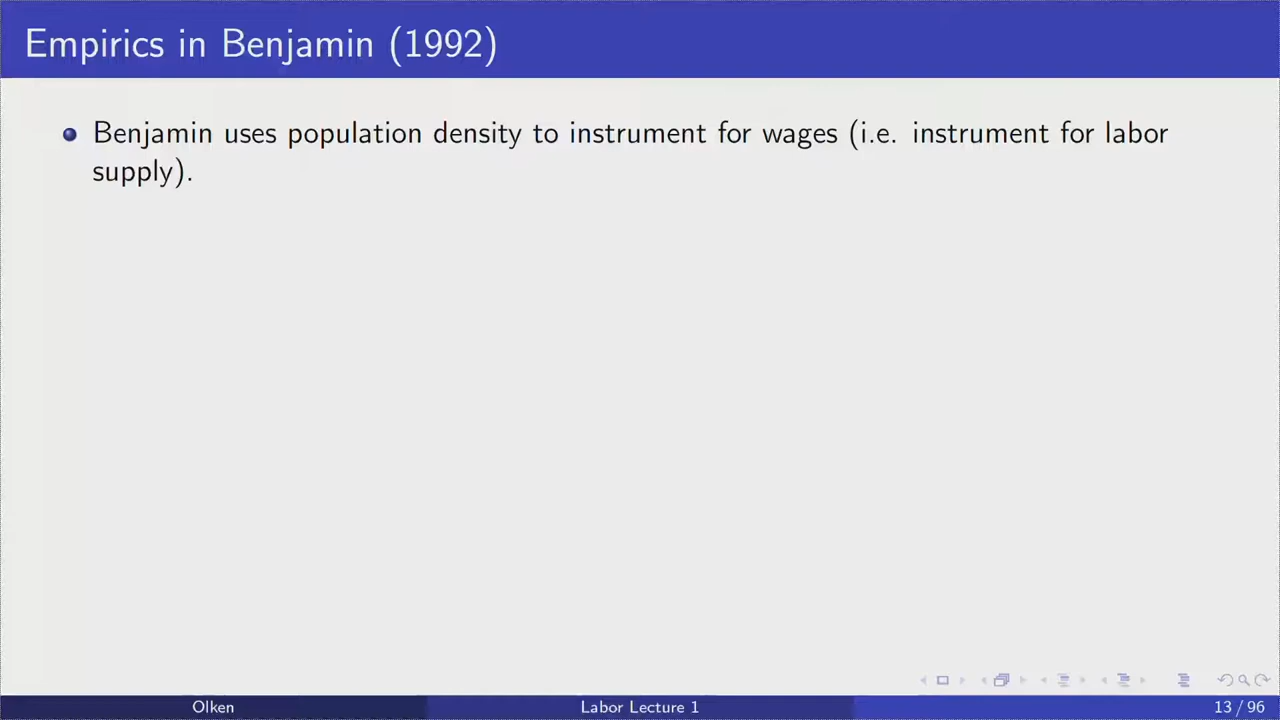 Empirics in Benjamin (1992)
Benjamin uses population density to instrument for wages (i.e. instrument for labor
supply).
Olken
Labor Lecture 1
13 / 96